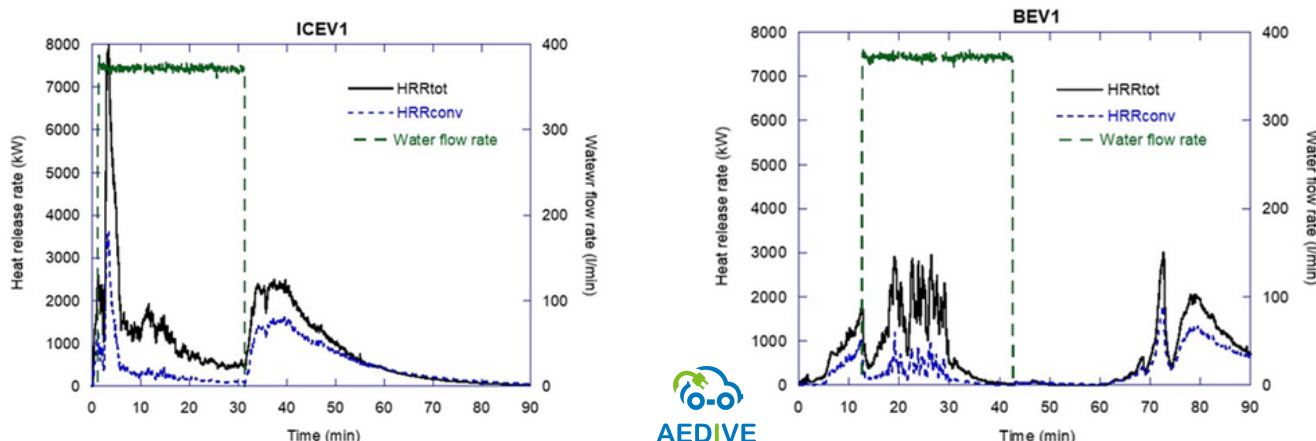 ICEV1
8000
7000
6000
5000
4000
3000
2000
1000
0
Heat release rate (kW)
HRRtot
HRRconv
Water flow rate
400
300
200
100
0
Watewr flow rate (l/min)
0 10 20 30 40 50 60 70 80 90
Time (min)
AEDIVE
BEV1
8000
7000
6000
5000
4000
3000
2000
1000
0
Heat release rate (kW)
HRRtot
HRRconv
Water flow rate
400
300
200
100
0
Water flow rate (l/min)
0 10 20 30 40 50 60 70 80 90
Time (min)